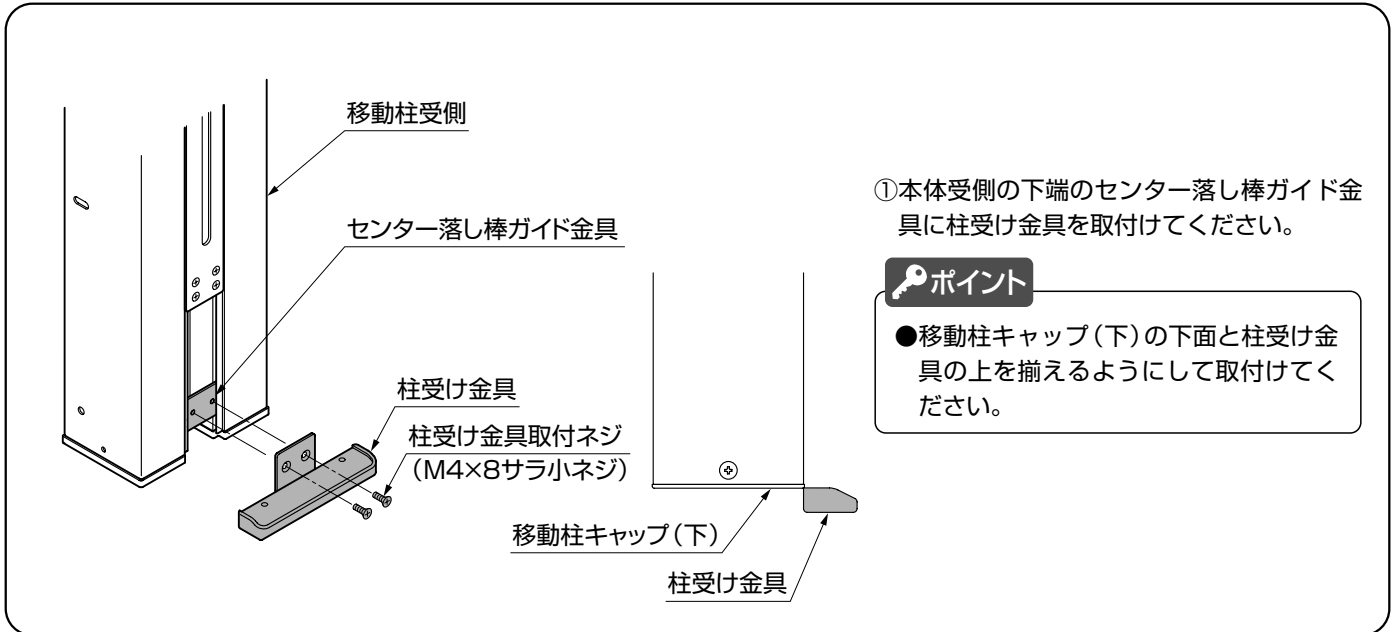 移動柱受側
センター落し棒ガイド金具
柱受け金具
柱受け金具取付ネジ
（M4×8サラ小ネジ）
移動柱キャップ（下）
柱受け金具
①本体受側の下端のセンター落し棒ガイド金
具に柱受け金具を取付けてください。
ポイント
●移動柱キャップ（下）の下面と柱受け金
具の上を揃えるようにして取付けてく
ださい。